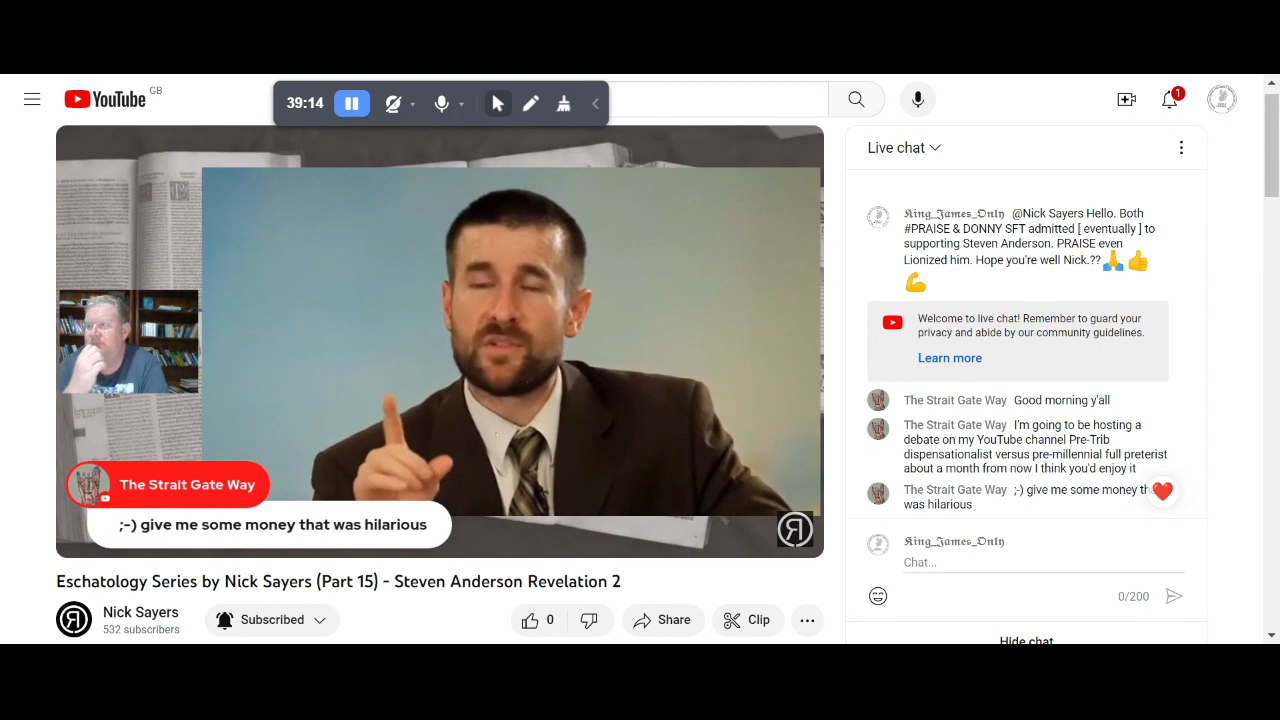 39:14
YouTube GB
1
Live chat
𝕶𝖎𝖓𝖌_𝕵𝖆𝖒𝖊𝖘_𝕺𝖓𝖑𝖞 @Nick Sayers Hello. Both
#PRAISE & DONNY SFT admitted [ eventually ] to
supporting Steven Anderson. PRAISE even
Lionized him. Hope you're well Nick.??🙏👍
💪
Welcome to live chat! Remember to guard your
privacy and abide by our community guidelines.
Learn more
The Strait Gate Way Good morning y'all
The Strait Gate Way I'm going to be hosting a
debate on my YouTube channel Pre-Trib
dispensationalist versus pre-millennial full preterist
about a month from now I think you'd enjoy it
The Strait Gate Way ;-) give me some money th
was hilarious
𝕶𝖎𝖓𝖌_𝕵𝖆𝖒𝖊𝖘_𝕺𝖓𝖑𝖞
Chat...
0/200
Hide chat
The Strait Gate Way
;-) give me some money that was hilarious
Eschatology Series by Nick Sayers (Part 15) - Steven Anderson Revelation 2
Nick Sayers
532 subscribers
Subscribed
0
Share
Clip